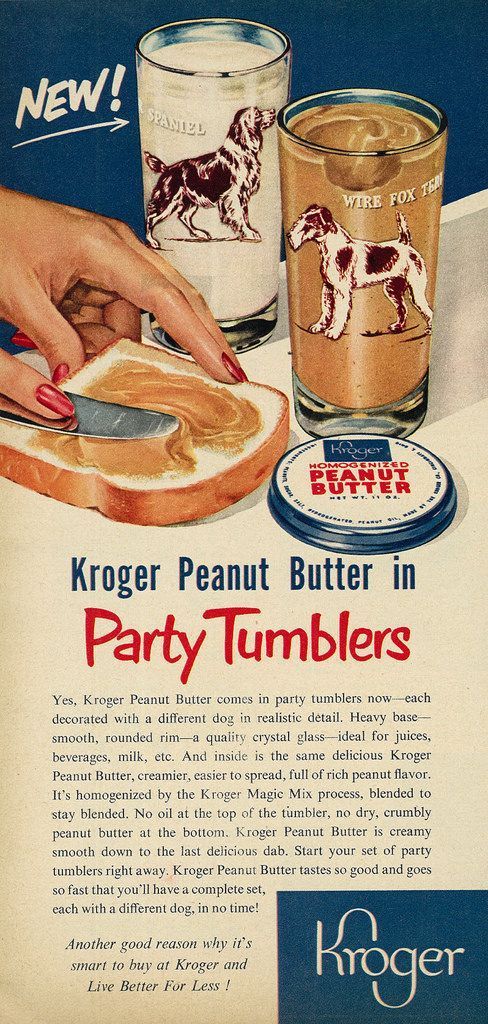 NEW!
SPANIEL
WIRE FOX
Kroger
HOMOGENIZED
PEANUT
BUTTER
NET WT. 11 OZ.
Kroger Peanut Butter in
Party Tumblers
Yes, Kroger Peanut Butter comes in party tumblers now—each
decorated with a different dog in realistic detail. Heavy base—
smooth, rounded rim—a quality crystal glass—ideal for juices,
beverages, milk, etc. And inside is the same delicious Kroger
Peanut Butter, creamier, easier to spread, full of rich peanut flavor.
It's homogenized by the Kroger Magic Mix process, blended to
stay blended. No oil at the top of the tumbler, no dry, crumbly
peanut butter at the bottom. Kroger Peanut Butter is creamy
smooth down to the last delicious dab. Start your set of party
tumblers right away. Kroger Peanut Butter tastes so good and goes
so fast that you'll have a complete set,
each with a different dog, in no time!
Another good reason why it's
smart to buy at Kroger and
Live Better For Less !
Kroger